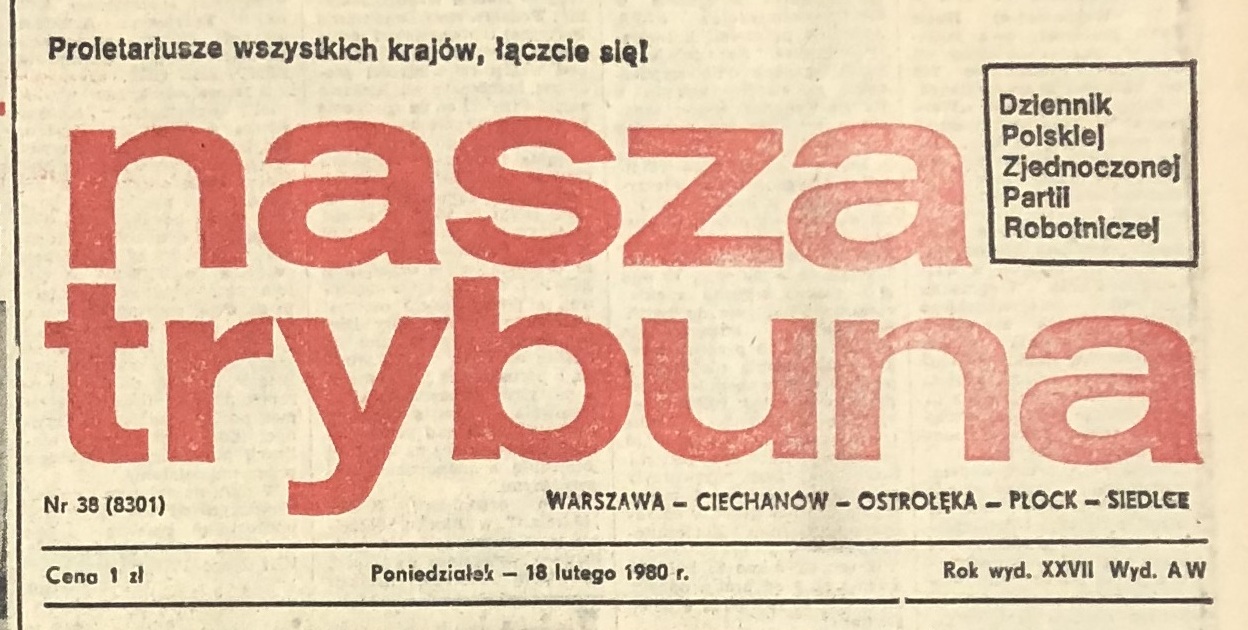 Proletariusze wszystkich krajów, łączcie się!
nasza
trybuna
Dziennik
Polskiej
Zjednoczonej
Partii
Robotniczej
Nr 38 (8301)
WARSZAWA – CIECHANÓW – OSTROŁĘKA – PŁOCK – SIEDLCE
Cena 1 zł
Poniedziałek – 18 lutego 1980 r.
Rok wyd. XXVII Wyd. A W